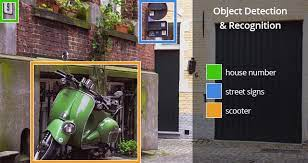 Object Detection
& Recognition
house number
street signs
scooter